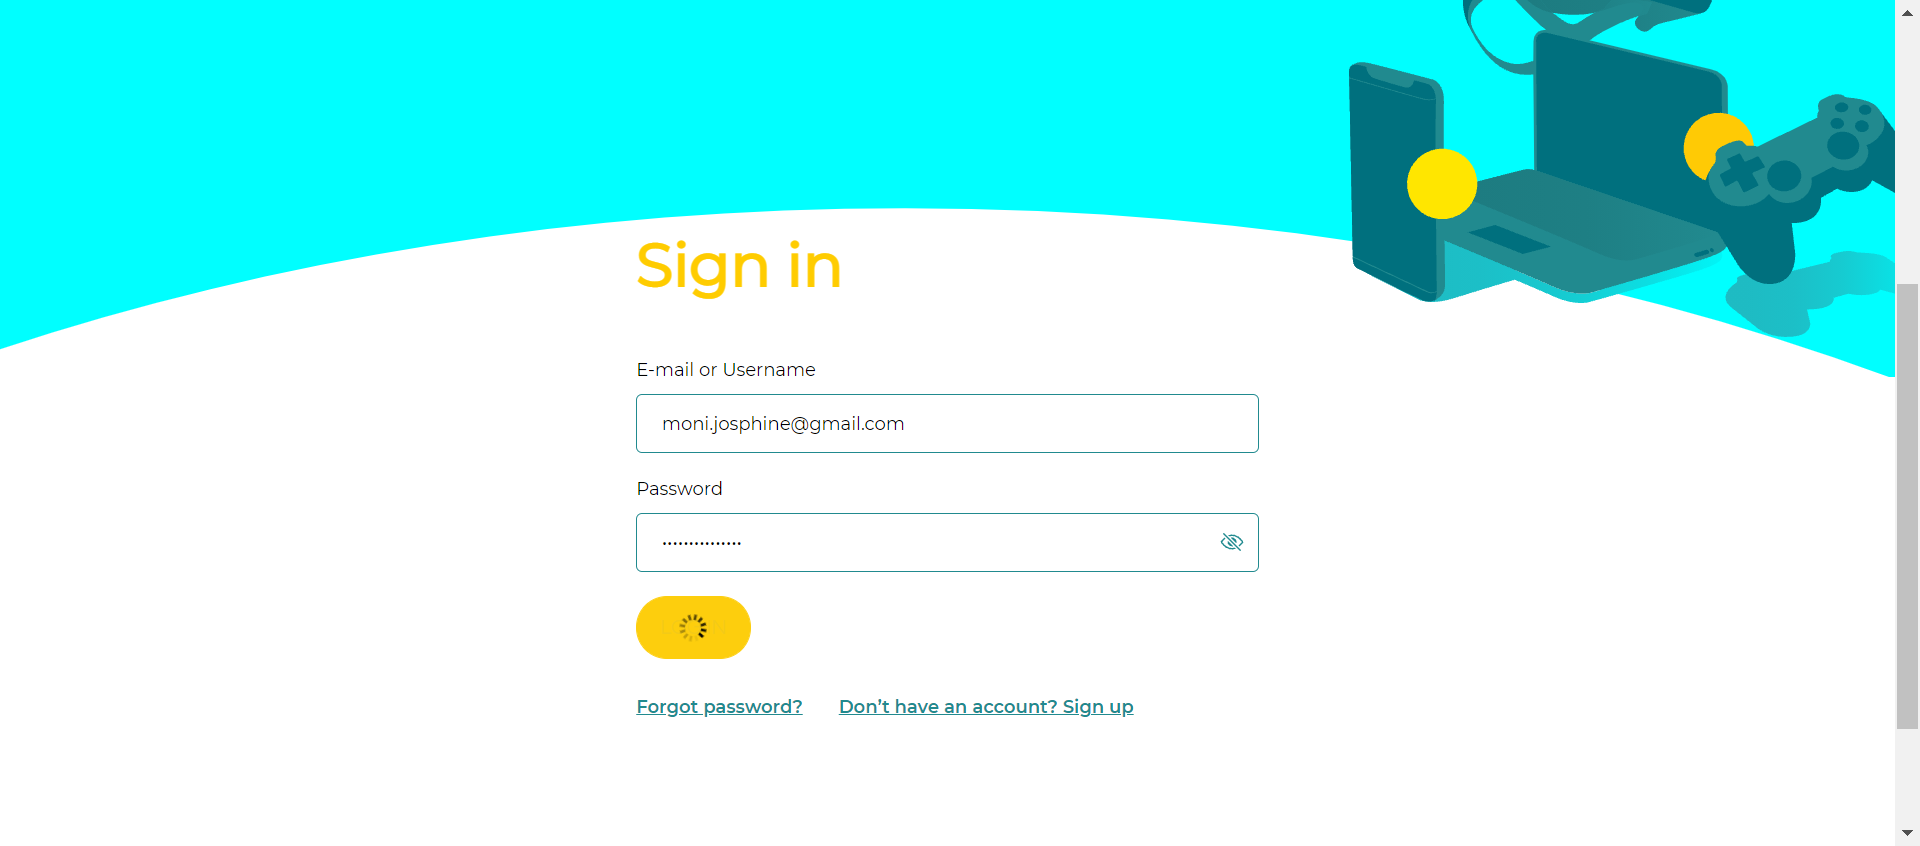 Sign in
E-mail or Username
moni.josphine@gmail.com
Password
•••••••••••••••
Forgot password? Don’t have an account? Sign up